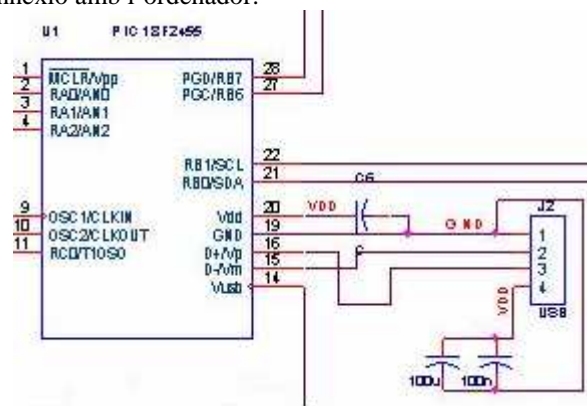 nnexió amb l'ordenador.
U1 PIC18F2455
1 MCLR/Vpp PGD/RB7 28
2 RA0/AN0 PGC/RB6 27
3 RA1/AN1
4 RA2/AN2
RB1/SCL 22
RB0/SDA 21
C6
9 OSC1/CLKIN Vdd 20 VDD
J2
10 OSC2/CLKOUT GND 19 GND 1
11 RC0/T1OSO D+/Vp 16 2
D-/Vm 15 3
Vusb 14 4
VDD
USB
100u 100n